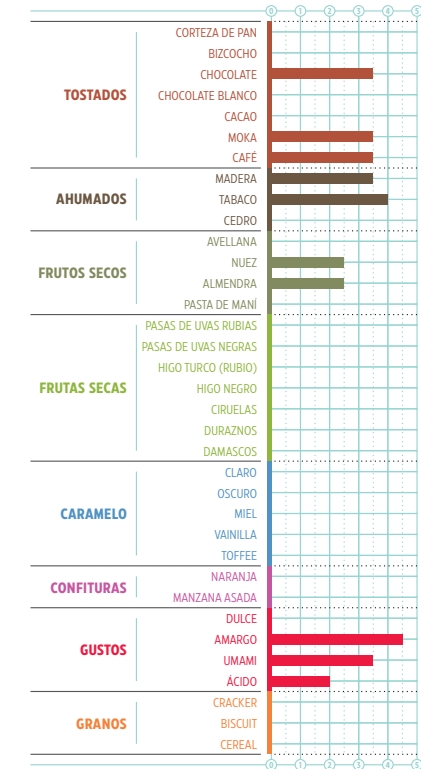 0 1 2 3 4 5
TOSTADOS
CORTEZA DE PAN
BIZCOCHO
CHOCOLATE
CHOCOLATE BLANCO
CACAO
MOKA
CAFÉ
AHUMADOS
MADERA
TABACO
CEDRO
FRUTOS SECOS
AVELLANA
NUEZ
ALMENDRA
PASTA DE MANÍ
FRUTAS SECAS
PASAS DE UVAS RUBIAS
PASAS DE UVAS NEGRAS
HIGO TURCO (RUBIO)
HIGO NEGRO
CIRUELAS
DURAZNOS
DAMASCOS
CARAMELO
CLARO
OSCURO
MIEL
VAINILLA
TOFFEE
CONFITURAS
NARANJA
MANZANA ASADA
GUSTOS
DULCE
AMARGO
UMAMI
ÁCIDO
GRANOS
CRACKER
BISCUIT
CEREAL
0 1 2 3 4 5